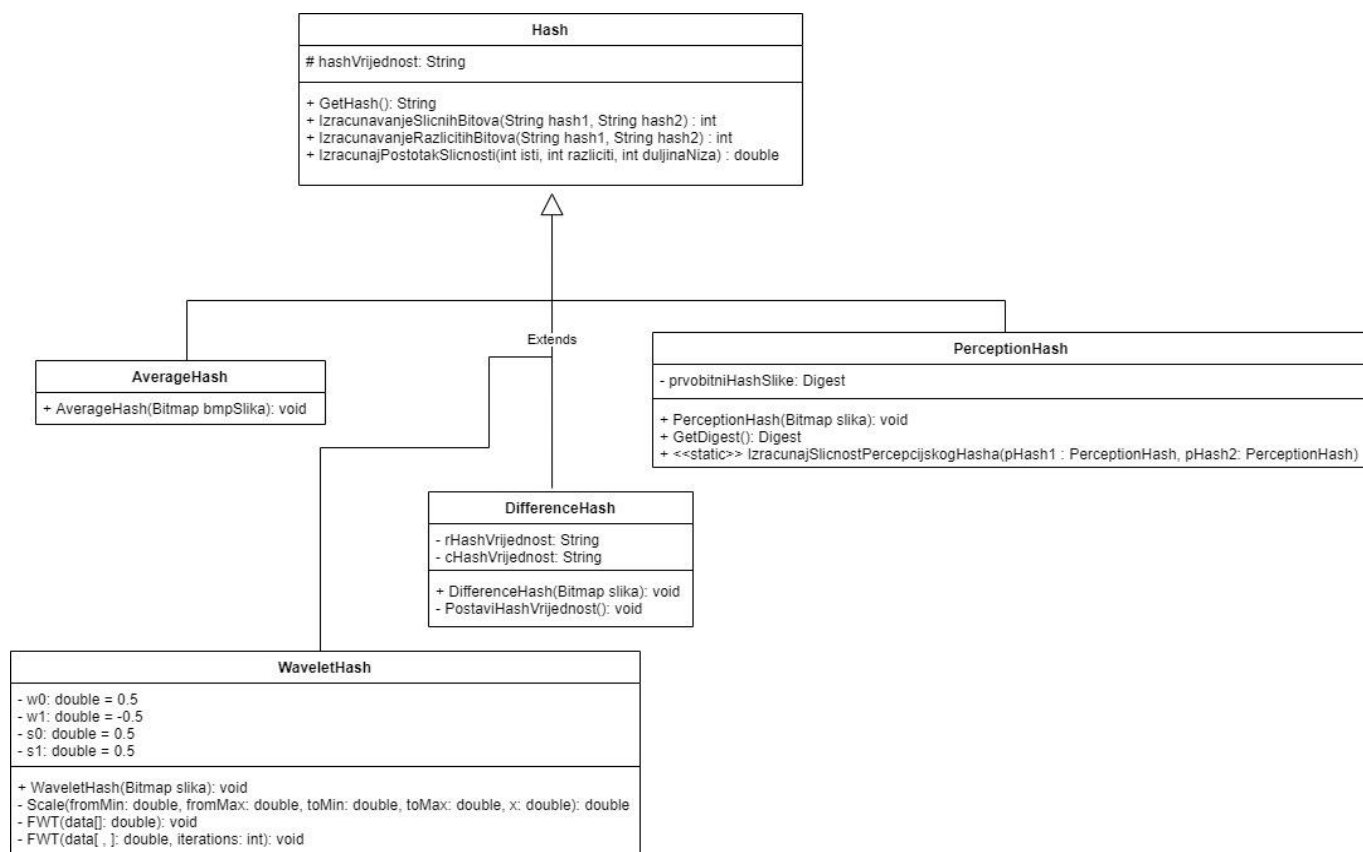 Hash
# hashVrijednost: String
+ GetHash(): String
+ IzracunavanjeSlicnihBitova(String hash1, String hash2) : int
+ IzracunavanjeRazlicitihBitova(String hash1, String hash2) : int
+ IzracunajPostotakSlicnosti(int isti, int razliciti, int duljinaNiza) : double
Extends
AverageHash
+ AverageHash(Bitmap bmpSlika): void
PerceptionHash
- prvobitniHashSlike: Digest
+ PerceptionHash(Bitmap slika): void
+ GetDigest(): Digest
+ <<static>> IzracunajSlicnostPercepcijskogHasha(pHash1 : PerceptionHash, pHash2: PerceptionHash)
DifferenceHash
- rHashVrijednost: String
- cHashVrijednost: String
+ DifferenceHash(Bitmap slika): void
- PostaviHashVrijednost(): void
WaveletHash
- w0: double = 0.5
- w1: double = -0.5
- s0: double = 0.5
- s1: double = 0.5
+ WaveletHash(Bitmap slika): void
- Scale(fromMin: double, fromMax: double, toMin: double, toMax: double, x: double): double
- FWT(data[]: double): void
- FWT(data[ , ]: double, iterations: int): void